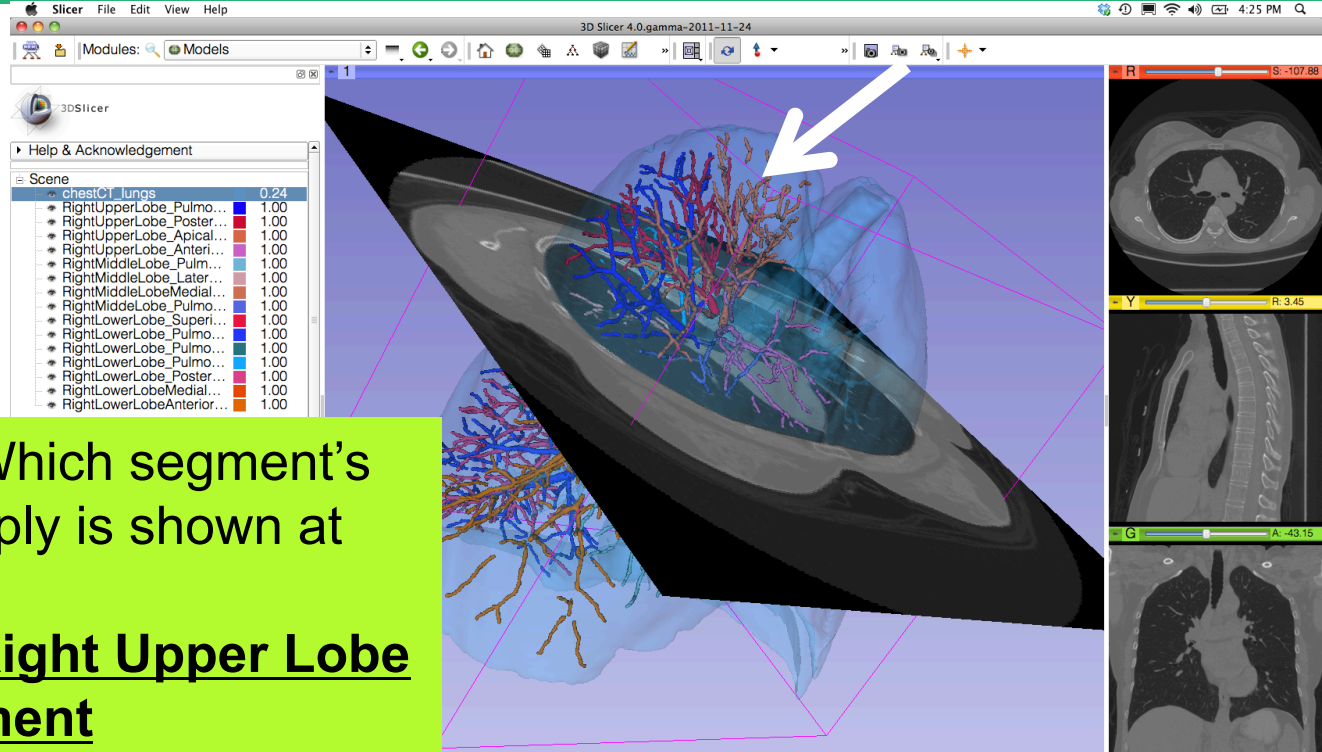 Slicer File Edit View Help 4:25 PM
3D Slicer 4.0.gamma-2011-11-24
Modules: Models » »
1
R S: -107.88
3DSlicer
Help & Acknowledgement
Scene
chestCT_lungs 0.24
RightUpperLobe_Pulmo... 1.00
RightUpperLobe_Poster... 1.00
RightUpperLobe_Apical... 1.00
RightUpperLobe_Anteri... 1.00
RightMiddleLobe_Pulm... 1.00
RightMiddleLobe_Later... 1.00
RightMiddleLobeMedial... 1.00
RightMiddeLobe_Pulmo... 1.00
RightLowerLobe_Superi... 1.00
RightLowerLobe_Pulmo... 1.00
RightLowerLobe_Pulmo... 1.00
RightLowerLobe_Pulmo... 1.00
RightLowerLobe_Poster... 1.00
RightLowerLobeMedial... 1.00
RightLowerLobeAnterior... 1.00
Y R: 3.45
G A: -43.15
Which segment's
ply is shown at
ight Upper Lobe
nent